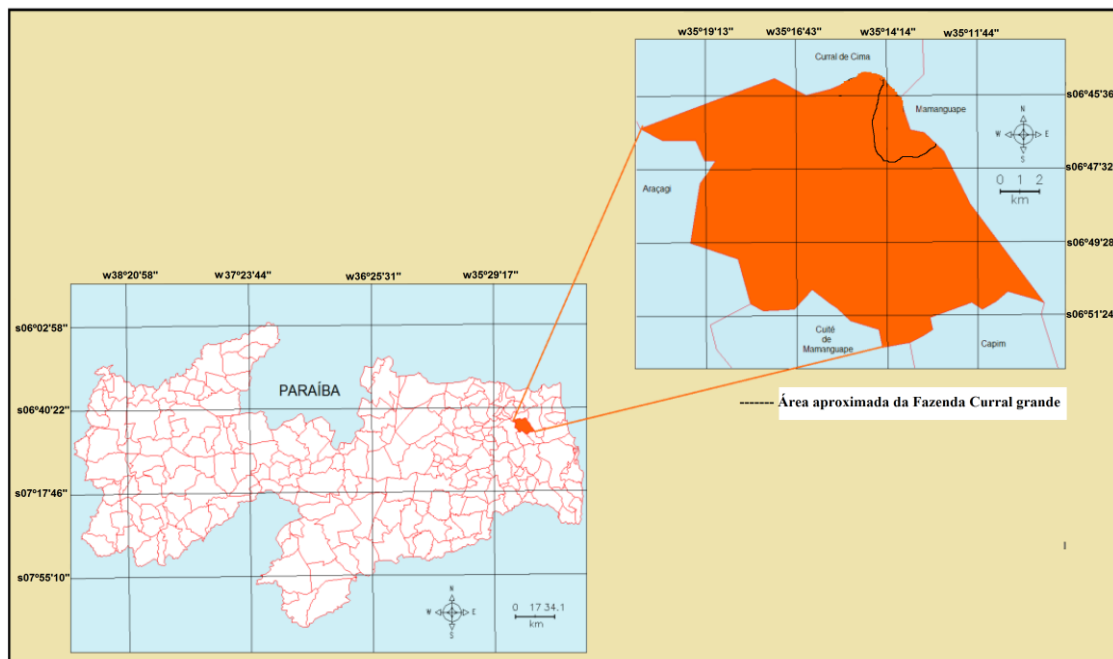 w35º19'13" w35º16'43" w35º14'14" w35º11'44"
Curral de Cima
s06º45'36"
Mamanguape
N
W E
S
s06º47'32"
0 1 2
km
Araçagi
s06º49'28"
s06º51'24"
Cuité
de
Mamanguape
Capim
------- Área aproximada da Fazenda Curral grande
w38º20'58" w37º23'44" w36º25'31" w35º29'17"
s06º02'58"
PARAÍBA
s06º40'22"
s07º17'46"
s07º55'10"
N
W E
S
0 17 34.1
km